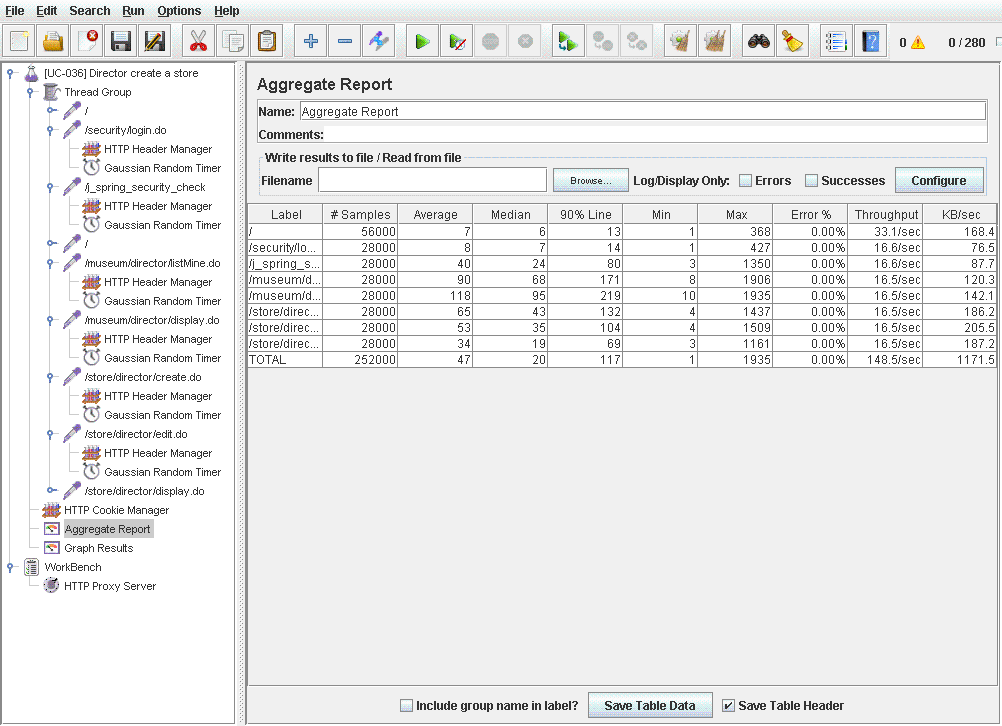 File Edit Search Run Options Help
0 0 / 280
[UC-036] Director create a store
Thread Group
/
/security/login.do
HTTP Header Manager
Gaussian Random Timer
/j_spring_security_check
HTTP Header Manager
Gaussian Random Timer
/
/museum/director/listMine.do
HTTP Header Manager
Gaussian Random Timer
/museum/director/display.do
HTTP Header Manager
Gaussian Random Timer
/store/director/create.do
HTTP Header Manager
Gaussian Random Timer
/store/director/edit.do
HTTP Header Manager
Gaussian Random Timer
/store/director/display.do
HTTP Cookie Manager
Aggregate Report
Graph Results
WorkBench
HTTP Proxy Server
Aggregate Report
Name: Aggregate Report
Comments:
Write results to file / Read from file
Filename Browse... Log/Display Only: Errors Successes Configure
Label # Samples Average Median 90% Line Min Max Error % Throughput KB/sec
/ 56000 7 6 13 1 368 0.00% 33.1/sec 168.4
/security/lo... 28000 8 7 14 1 427 0.00% 16.6/sec 76.5
/j_spring_s... 28000 40 24 80 3 1350 0.00% 16.6/sec 87.7
/museum/d... 28000 90 68 171 8 1906 0.00% 16.5/sec 120.3
/museum/d... 28000 118 95 219 10 1935 0.00% 16.5/sec 142.1
/store/direc... 28000 65 43 132 4 1437 0.00% 16.5/sec 186.2
/store/direc... 28000 53 35 104 4 1509 0.00% 16.5/sec 205.5
/store/direc... 28000 34 19 69 3 1161 0.00% 16.5/sec 187.2
TOTAL 252000 47 20 117 1 1935 0.00% 148.5/sec 1171.5
Include group name in label? Save Table Data Save Table Header